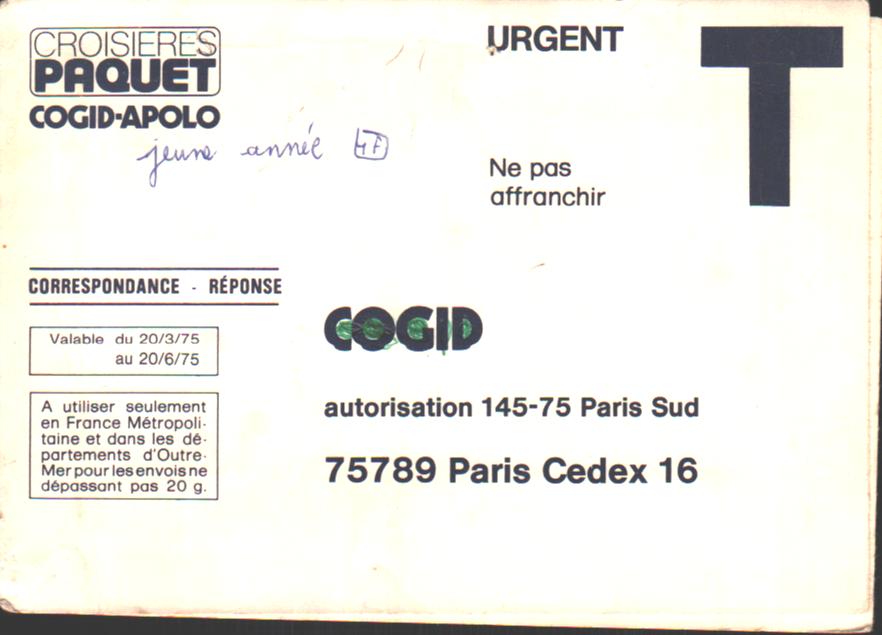 CROISIERES
PAQUET
COGID-APOLO
jeune année 4F
URGENT
T
Ne pas
affranchir
CORRESPONDANCE - RÉPONSE
Valable du 20/3/75
au 20/6/75
A utiliser seulement
en France Métropoli-
taine et dans les dé-
partements d'Outre-
Mer pour les envois ne
dépassant pas 20 g.
COGID
autorisation 145-75 Paris Sud
75789 Paris Cedex 16